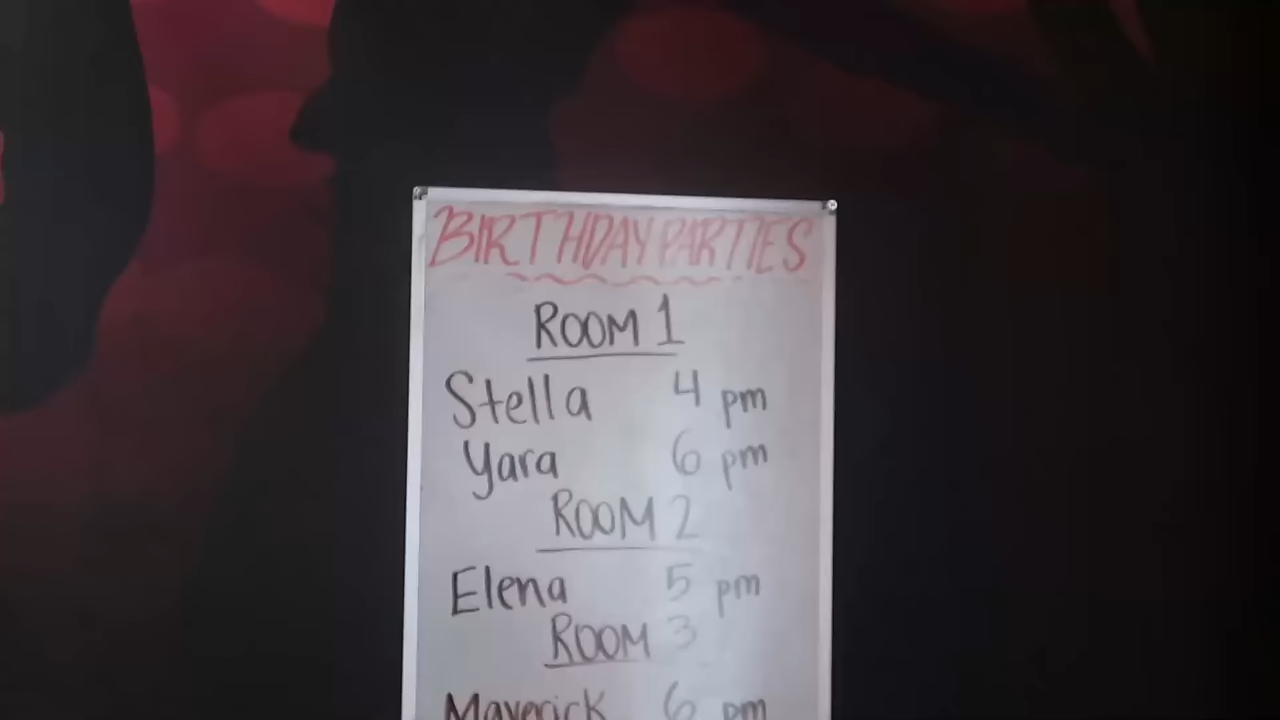 BIRTHDAY PARTIES
ROOM 1
Stella 4 pm
Yara 6 pm
ROOM 2
Elena 5 pm
ROOM 3
Maverick 6 pm